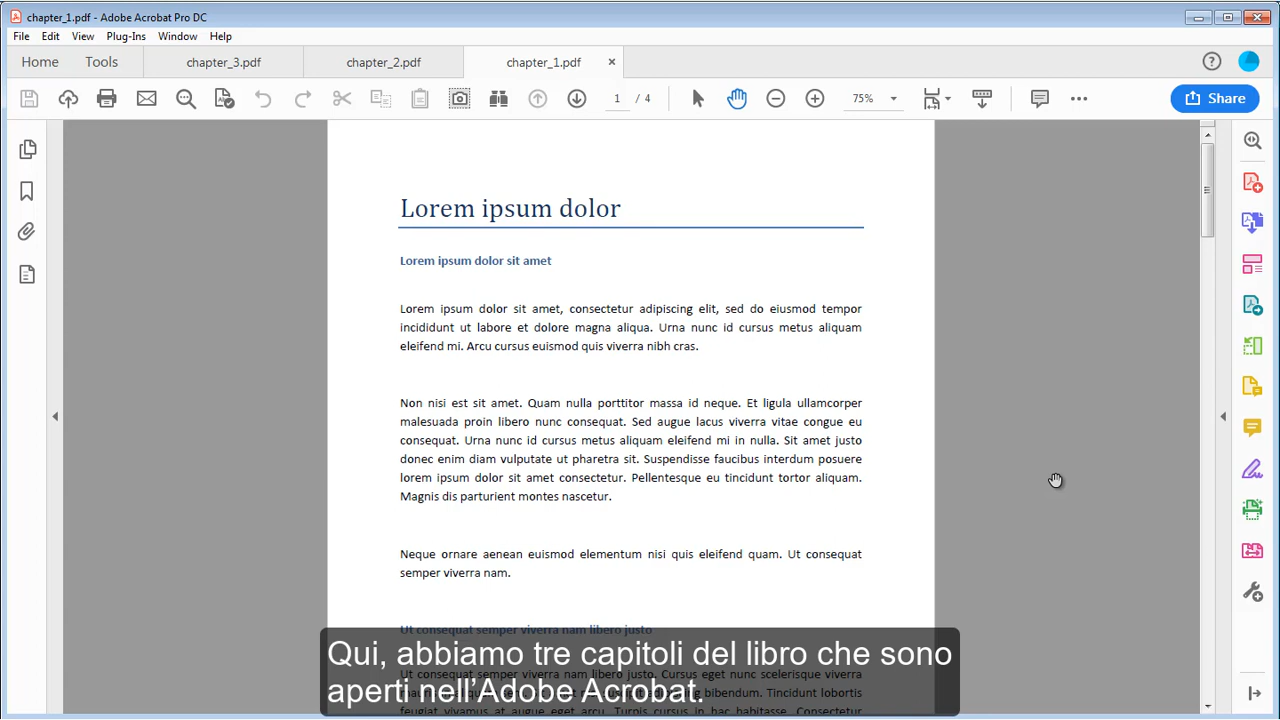 chapter_1.pdf - Adobe Acrobat Pro DC
File Edit View Plug-Ins Window Help
Home Tools chapter_3.pdf chapter_2.pdf chapter_1.pdf ×
1 / 4 75% Share
Lorem ipsum dolor
Lorem ipsum dolor sit amet
Lorem ipsum dolor sit amet, consectetur adipiscing elit, sed do eiusmod tempor
incididunt ut labore et dolore magna aliqua. Urna nunc id cursus metus aliquam
eleifend mi. Arcu cursus euismod quis viverra nibh cras.
Non nisi est sit amet. Quam nulla porttitor massa id neque. Et ligula ullamcorper
malesuada proin libero nunc consequat. Sed augue lacus viverra vitae congue eu
consequat. Urna nunc id cursus metus aliquam eleifend mi in nulla. Sit amet justo
donec enim diam vulputate ut pharetra sit. Suspendisse faucibus interdum posuere
lorem ipsum dolor sit amet consectetur. Pellentesque eu tincidunt tortor aliquam.
Magnis dis parturient montes nascetur.
Neque ornare aenean euismod elementum nisi quis eleifend quam. Ut consequat
semper viverra nam.
Ut consequat semper viverra nam libero justo
Qui, abbiamo tre capitoli del libro che sono
aperti nell'Adobe Acrobat.